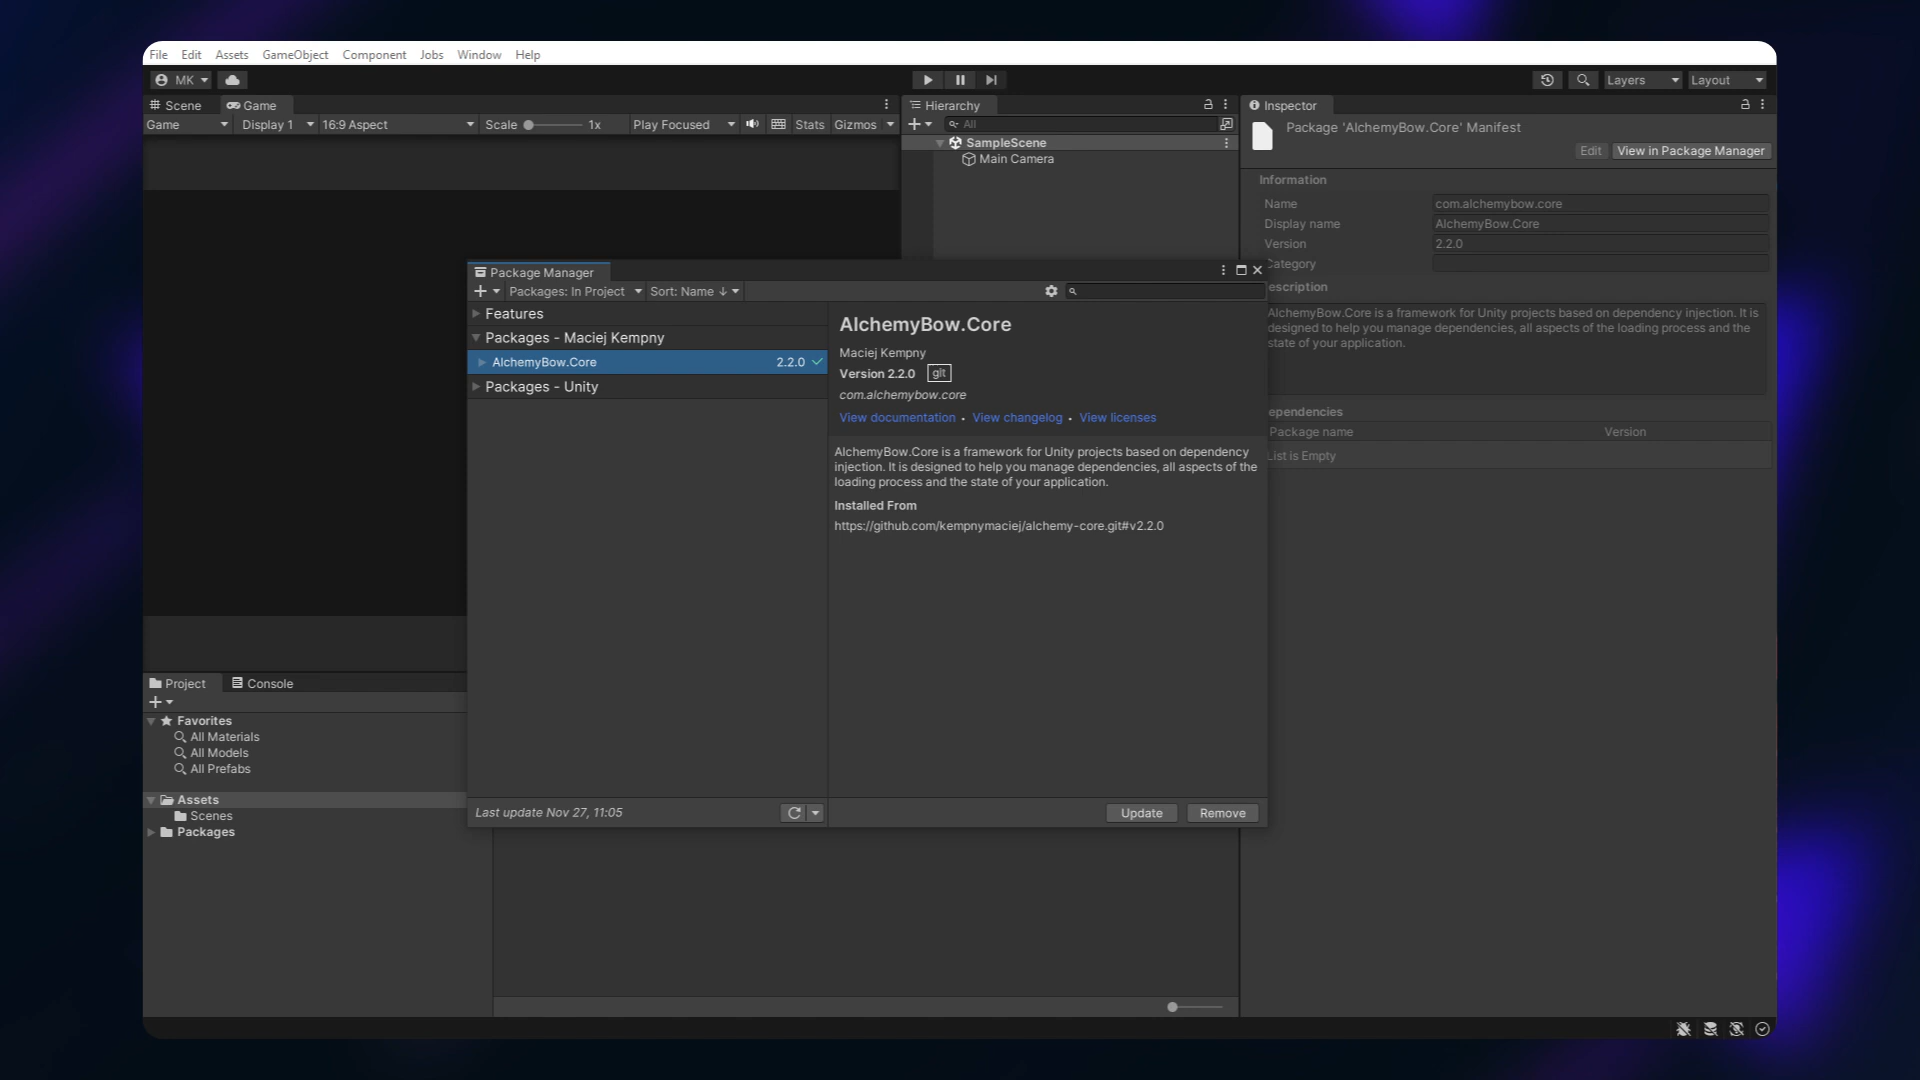 File Edit Assets GameObject Component Jobs Window Help
MK
Layers Layout
Scene Game
Hierarchy
Inspector
Game Display 1 16:9 Aspect Scale 1x Play Focused Stats Gizmos
All
Package 'AlchemyBow.Core' Manifest
SampleScene
Edit View in Package Manager
Main Camera
Information
Name com.alchemybow.core
Display name AlchemyBow.Core
Version 2.2.0
Category
escription
AlchemyBow.Core is a framework for Unity projects based on dependency injection. It is
designed to help you manage dependencies, all aspects of the loading process and the
state of your application.
ependencies
Package name Version
List is Empty
Package Manager
Packages: In Project Sort: Name ↓
Features
Packages - Maciej Kempny
AlchemyBow.Core 2.2.0
Packages - Unity
AlchemyBow.Core
Maciej Kempny
Version 2.2.0 git
com.alchemybow.core
View documentation • View changelog • View licenses
AlchemyBow.Core is a framework for Unity projects based on dependency
injection. It is designed to help you manage dependencies, all aspects of the
loading process and the state of your application.
Installed From
https://github.com/kempnymaciej/alchemy-core.git#v2.2.0
Last update Nov 27, 11:05
Update Remove
Project Console
Favorites
All Materials
All Models
All Prefabs
Assets
Scenes
Packages